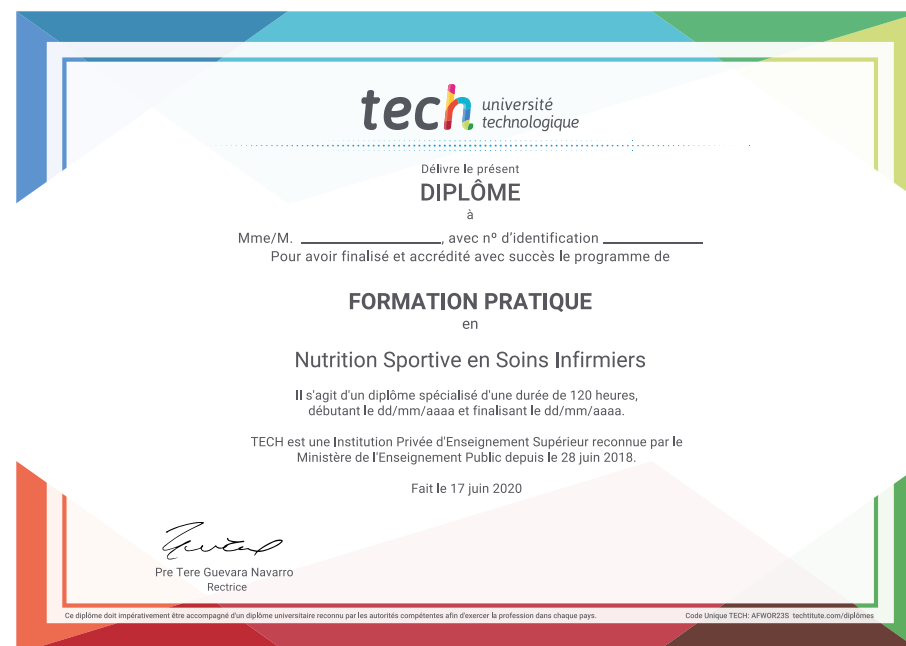 tech université
technologique
Délivre le présent
DIPLÔME
à
Mme/M. ____________________, avec nº d'identification ______________
Pour avoir finalisé et accrédité avec succès le programme de
FORMATION PRATIQUE
en
Nutrition Sportive en Soins Infirmiers
Il s'agit d'un diplôme spécialisé d'une durée de 120 heures,
débutant le dd/mm/aaaa et finalisant le dd/mm/aaaa.
TECH est une Institution Privée d'Enseignement Supérieur reconnue par le
Ministère de l'Enseignement Public depuis le 28 juin 2018.
Fait le 17 juin 2020
Pre Tere Guevara Navarro
Rectrice
Ce diplôme doit impérativement être accompagné d'un diplôme universitaire reconnu par les autorités compétentes afin d'exercer la profession dans chaque pays.
Code Unique TECH: AFWOR23S techtitute.com/diplômes